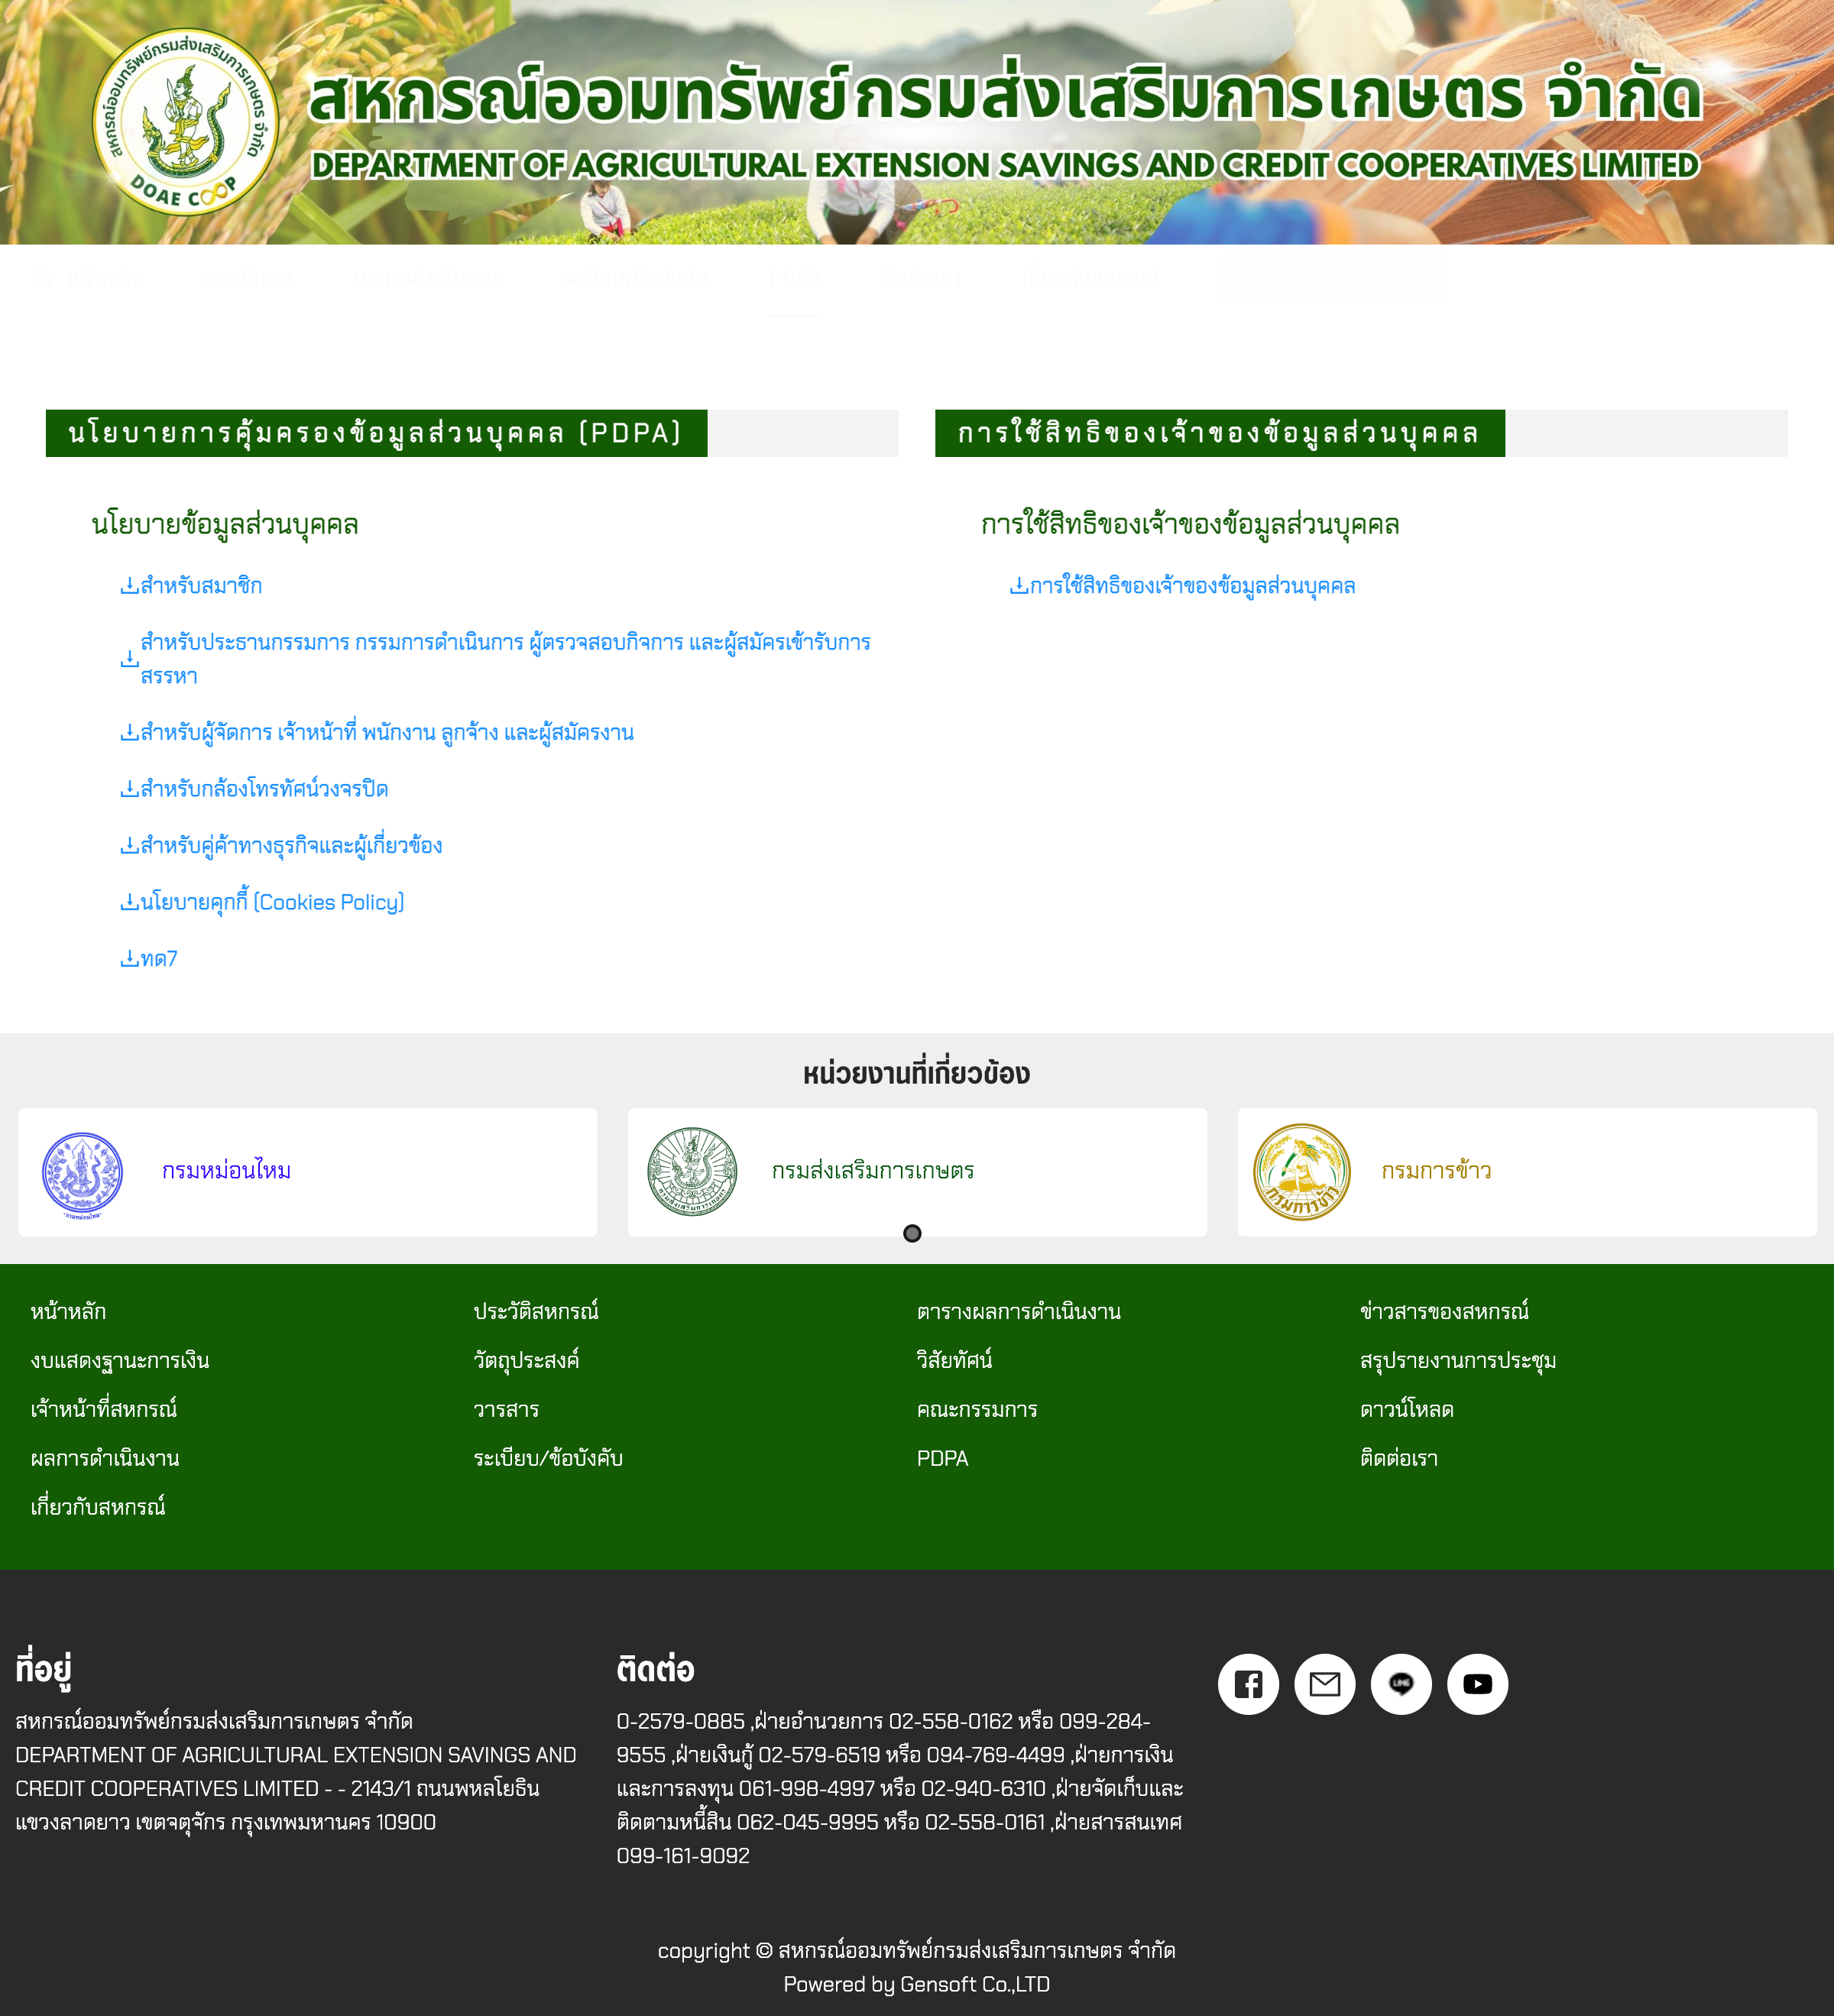 สหกรณ์ออมทรัพย์กรมส่งเสริมการเกษตร จำกัด
DOAE COOP
สหกรณ์ออมทรัพย์กรมส่งเสริมการเกษตร จำกัด
DEPARTMENT OF AGRICULTURAL EXTENSION SAVINGS AND CREDIT COOPERATIVES LIMITED
นโยบายการคุ้มครองข้อมูลส่วนบุคคล (PDPA)
นโยบายข้อมูลส่วนบุคคล
สำหรับสมาชิก
สำหรับประธานกรรมการ กรรมการดำเนินการ ผู้ตรวจสอบกิจการ และผู้สมัครเข้ารับการ
สรรหา
สำหรับผู้จัดการ เจ้าหน้าที่ พนักงาน ลูกจ้าง และผู้สมัครงาน
สำหรับกล้องโทรทัศน์วงจรปิด
สำหรับคู่ค้าทางธุรกิจและผู้เกี่ยวข้อง
นโยบายคุกกี้ (Cookies Policy)
ทด7
การใช้สิทธิของเจ้าของข้อมูลส่วนบุคคล
การใช้สิทธิของเจ้าของข้อมูลส่วนบุคคล
การใช้สิทธิของเจ้าของข้อมูลส่วนบุคคล
หน่วยงานที่เกี่ยวข้อง
กรมหม่อนไหม
กรมส่งเสริมการเกษตร
กรมการข้าว
กรมการข้าว
หน้าหลัก
ประวัติสหกรณ์
ตารางผลการดำเนินงาน
ข่าวสารของสหกรณ์
งบแสดงฐานะการเงิน
วัตถุประสงค์
วิสัยทัศน์
สรุปรายงานการประชุม
เจ้าหน้าที่สหกรณ์
วารสาร
คณะกรรมการ
ดาวน์โหลด
ผลการดำเนินงาน
ระเบียบ/ข้อบังคับ
PDPA
ติดต่อเรา
เกี่ยวกับสหกรณ์
ที่อยู่
สหกรณ์ออมทรัพย์กรมส่งเสริมการเกษตร จำกัด
DEPARTMENT OF AGRICULTURAL EXTENSION SAVINGS AND
CREDIT COOPERATIVES LIMITED - - 2143/1 ถนนพหลโยธิน
แขวงลาดยาว เขตจตุจักร กรุงเทพมหานคร 10900
ติดต่อ
0-2579-0885 ,ฝ่ายอำนวยการ 02-558-0162 หรือ 099-284-
9555 ,ฝ่ายเงินกู้ 02-579-6519 หรือ 094-769-4499 ,ฝ่ายการเงิน
และการลงทุน 061-998-4997 หรือ 02-940-6310 ,ฝ่ายจัดเก็บและ
ติดตามหนี้สิน 062-045-9995 หรือ 02-558-0161 ,ฝ่ายสารสนเทศ
099-161-9092
LINE
copyright © สหกรณ์ออมทรัพย์กรมส่งเสริมการเกษตร จำกัด
Powered by Gensoft Co.,LTD